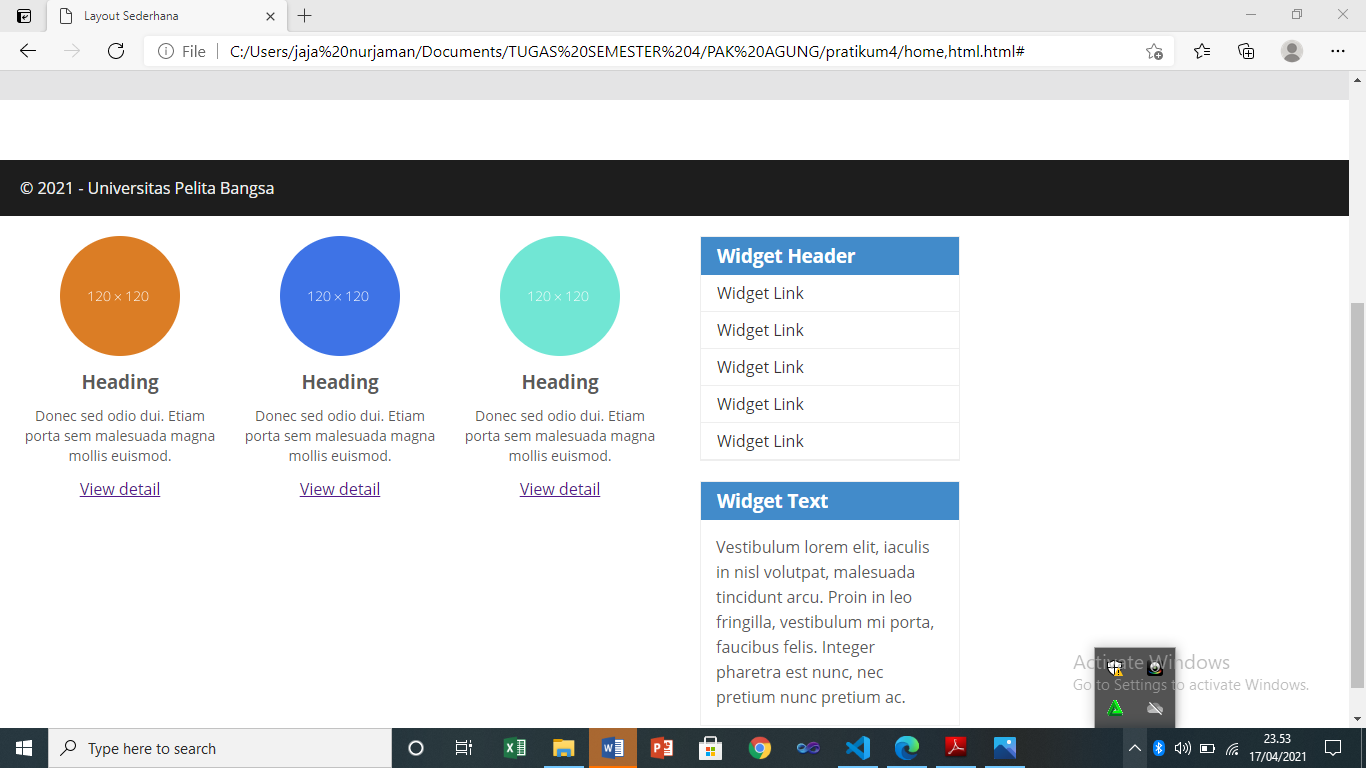 Layout Sederhana
File
C:/Users/jaja%20nurjaman/Documents/TUGAS%20SEMESTER%204/PAK%20AGUNG/pratikum4/home,html.html#
© 2021 - Universitas Pelita Bangsa
120 × 120
Heading
Donec sed odio dui. Etiam
porta sem malesuada magna
mollis euismod.
View detail
120 × 120
Heading
Donec sed odio dui. Etiam
porta sem malesuada magna
mollis euismod.
View detail
120 × 120
Heading
Donec sed odio dui. Etiam
porta sem malesuada magna
mollis euismod.
View detail
Widget Header
Widget Link
Widget Link
Widget Link
Widget Link
Widget Link
Widget Text
Vestibulum lorem elit, iaculis
in nisl volutpat, malesuada
tincidunt arcu. Proin in leo
fringilla, vestibulum mi porta,
faucibus felis. Integer
pharetra est nunc, nec
pretium nunc pretium ac.
Activate Windows
Go to Settings to activate Windows.
Type here to search
23.53
17/04/2021